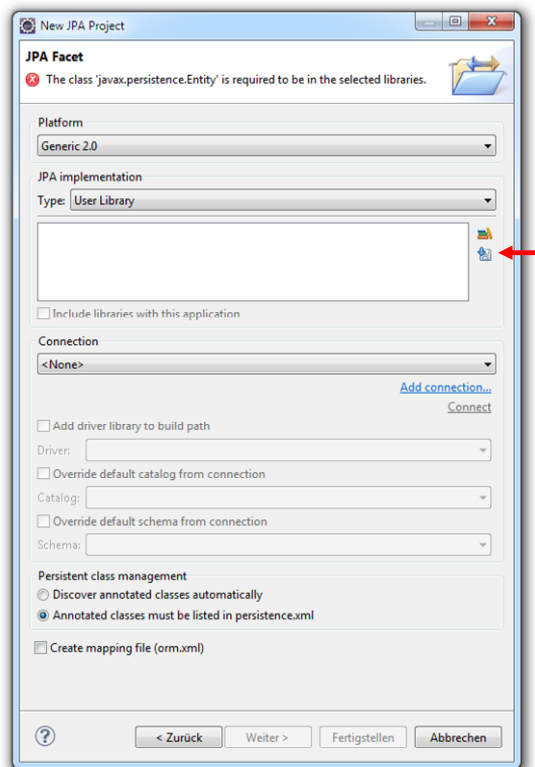 New JPA Project
JPA Facet
The class 'javax.persistence.Entity' is required to be in the selected libraries.
Platform
Generic 2.0
JPA implementation
Type: User Library
Include libraries with this application
Connection
<None>
Add connection...
Connect
Add driver library to build path
Driver:
Override default catalog from connection
Catalog:
Override default schema from connection
Schema:
Persistent class management
Discover annotated classes automatically
Annotated classes must be listed in persistence.xml
Create mapping file (orm.xml)
? < Zurück Weiter > Fertigstellen Abbrechen